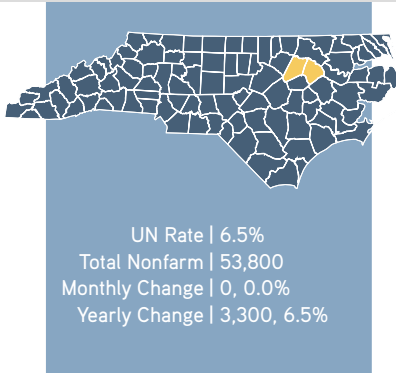 UN Rate | 6.5%
Total Nonfarm | 53,800
Monthly Change | 0, 0.0%
Yearly Change | 3,300, 6.5%